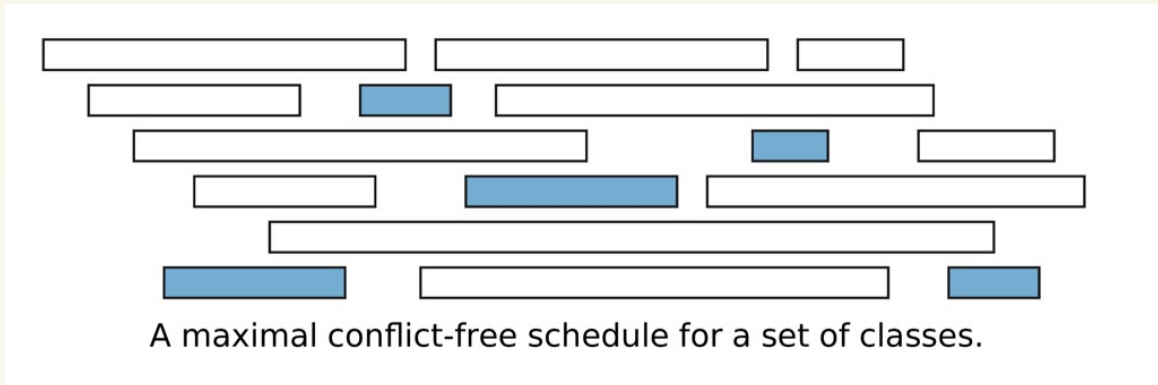 A maximal conflict-free schedule for a set of classes.